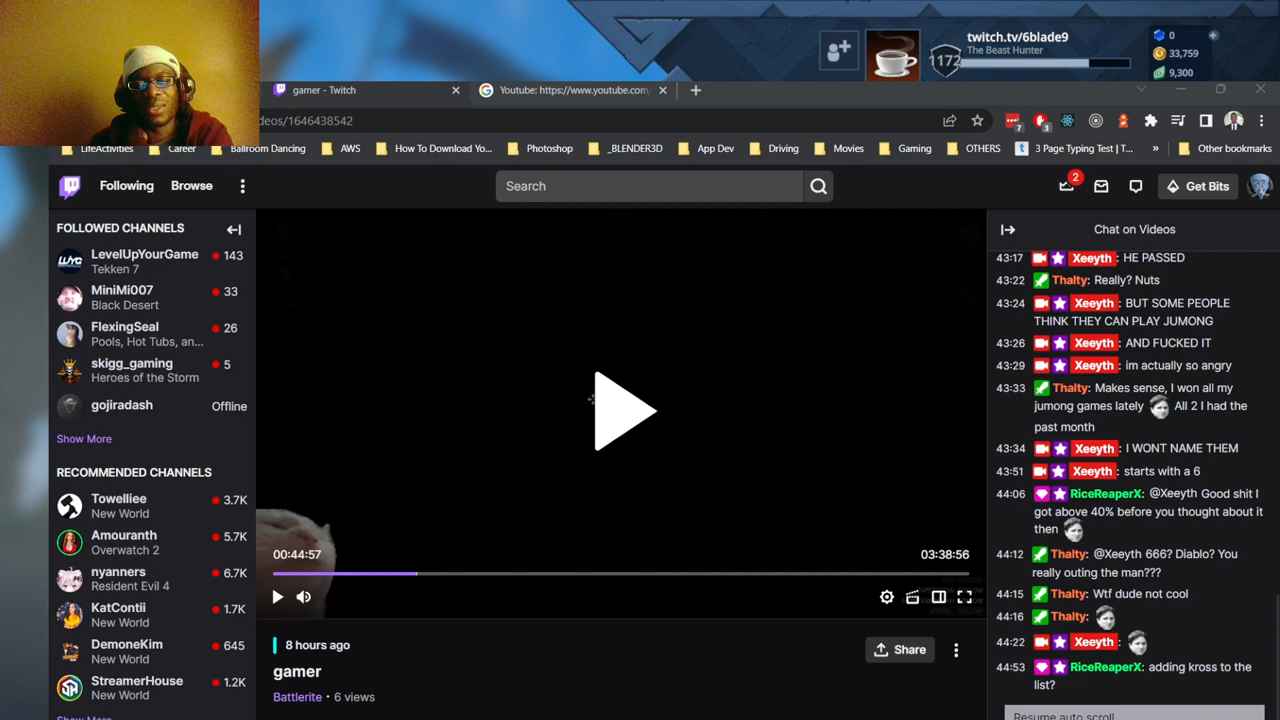 twitch.tv/6blade9
The Beast Hunter
1172
0
33,759
9,300
gamer - Twitch
Youtube: https://www.youtube.com/
deos/1646438542
7
3
LifeActivities
Career
Ballroom Dancing
AWS
How To Download Yo...
Photoshop
_BLENDER3D
App Dev
Driving
Movies
Gaming
OTHERS
3 Page Typing Test | T...
»
Other bookmarks
Following
Browse
Search
2
Get Bits
FOLLOWED CHANNELS
LevelUpYourGame 143
Tekken 7
MiniMi007 33
Black Desert
FlexingSeal 26
Pools, Hot Tubs, an...
skigg_gaming 5
Heroes of the Storm
gojiradash Offline
Show More
RECOMMENDED CHANNELS
Towelliee 3.7K
New World
Amouranth 5.7K
Overwatch 2
nyanners 6.7K
Resident Evil 4
KatContii 1.7K
New World
DemoneKim 645
New World
StreamerHouse 1.2K
New World
Show More
00:44:57
03:38:56
8 hours ago
Share
gamer
Battlerite • 6 views
Chat on Videos
43:17 Xeeyth: HE PASSED
43:22 Thalty: Really? Nuts
43:24 Xeeyth: BUT SOME PEOPLE
THINK THEY CAN PLAY JUMONG
43:26 Xeeyth: AND FUCKED IT
43:29 Xeeyth: im actually so angry
43:33 Thalty: Makes sense, I won all my
jumong games lately All 2 I had the
past month
43:34 Xeeyth: I WONT NAME THEM
43:51 Xeeyth: starts with a 6
44:06 RiceReaperX: @Xeeyth Good shit I
got above 40% before you thought about it
then
44:12 Thalty: @Xeeyth 666? Diablo? You
really outing the man???
44:15 Thalty: Wtf dude not cool
44:16 Thalty:
44:22 Xeeyth:
44:53 RiceReaperX: adding kross to the
list?
Resume auto scroll